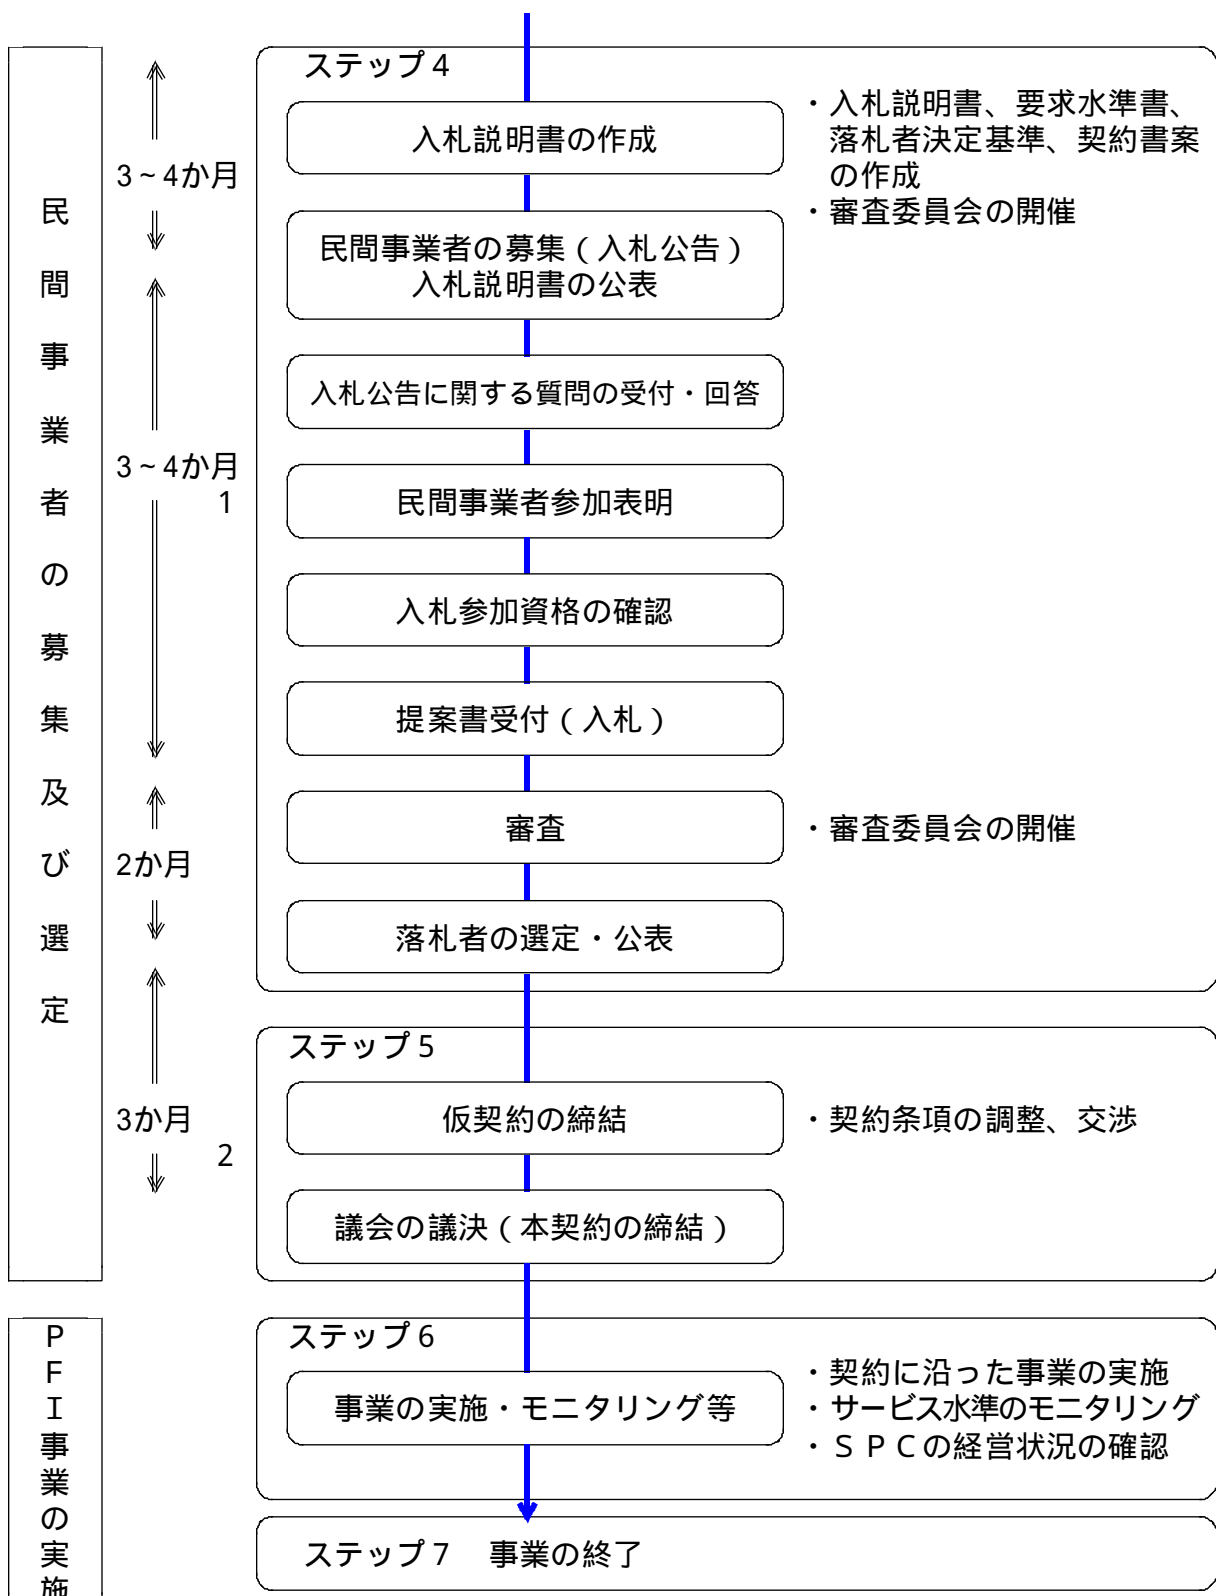 民間事業者の募集及び選定
3~4か月
3~4か月
1
2か月
3か月
2
ステップ4
入札説明書の作成
・入札説明書、要求水準書、
落札者決定基準、契約書案
の作成
・審査委員会の開催
民間事業者の募集(入札公告)
入札説明書の公表
入札公告に関する質問の受付・回答
民間事業者参加表明
入札参加資格の確認
提案書受付(入札)
審査
・審査委員会の開催
落札者の選定・公表
ステップ5
仮契約の締結
・契約条項の調整、交渉
議会の議決(本契約の締結)
PFI事業の実施
ステップ6
事業の実施・モニタリング等
・契約に沿った事業の実施
・サービス水準のモニタリング
・SPCの経営状況の確認
ステップ7 事業の終了